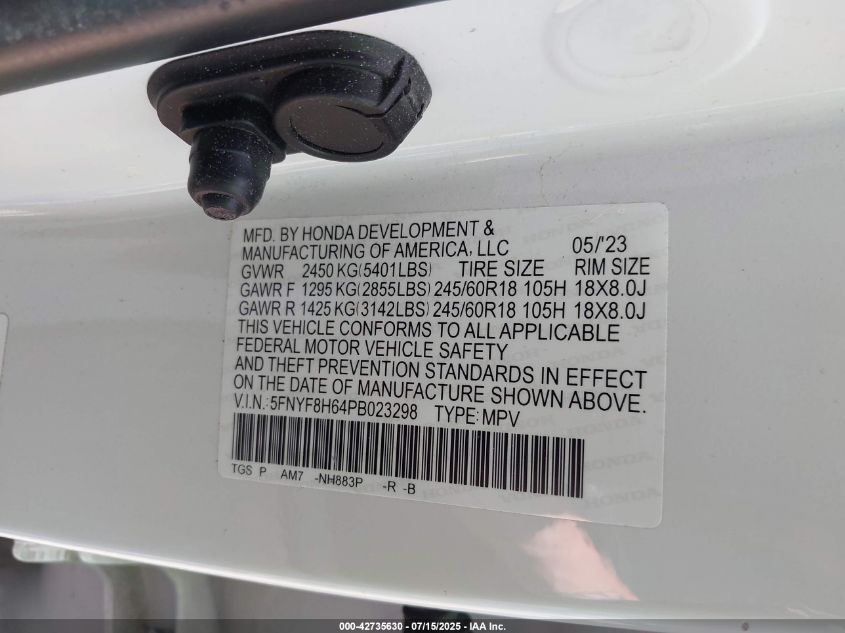 MFD. BY HONDA DEVELOPMENT &
MANUFACTURING OF AMERICA, LLC 05/'23
GVWR 2450 KG(5401LBS) TIRE SIZE RIM SIZE
GAWR F 1295 KG(2855LBS) 245/60R18 105H 18X8.0J
GAWR R 1425 KG(3142LBS) 245/60R18 105H 18X8.0J
THIS VEHICLE CONFORMS TO ALL APPLICABLE
FEDERAL MOTOR VEHICLE SAFETY
AND THEFT PREVENTION STANDARDS IN EFFECT
ON THE DATE OF MANUFACTURE SHOWN ABOVE.
V.I.N.:5FNYF8H64PB023298 TYPE:MPV
TGS P AM7 -NH883P -R -B
000-42735630 - 07/15/2025 - IAA Inc.